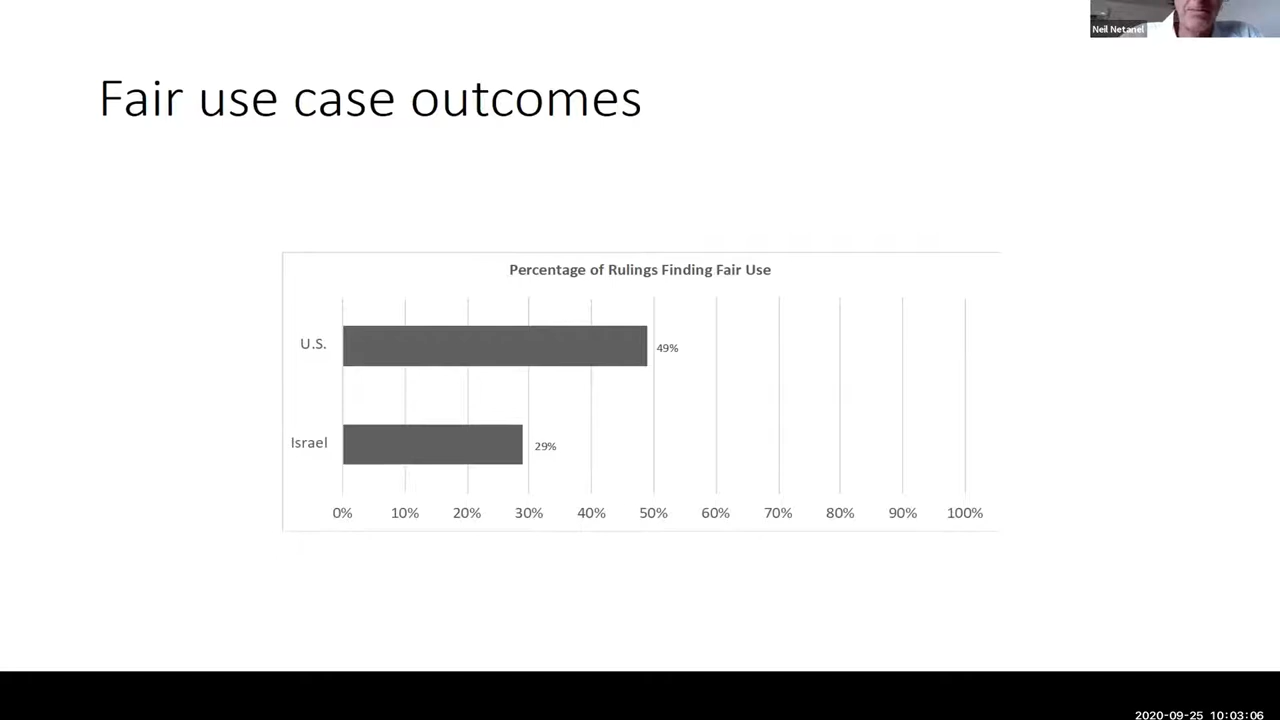 Neil Netanel
Fair use case outcomes
Percentage of Rulings Finding Fair Use
U.S.
49%
Israel
29%
0% 10% 20% 30% 40% 50% 60% 70% 80% 90% 100%
2020-09-25 10:03:06